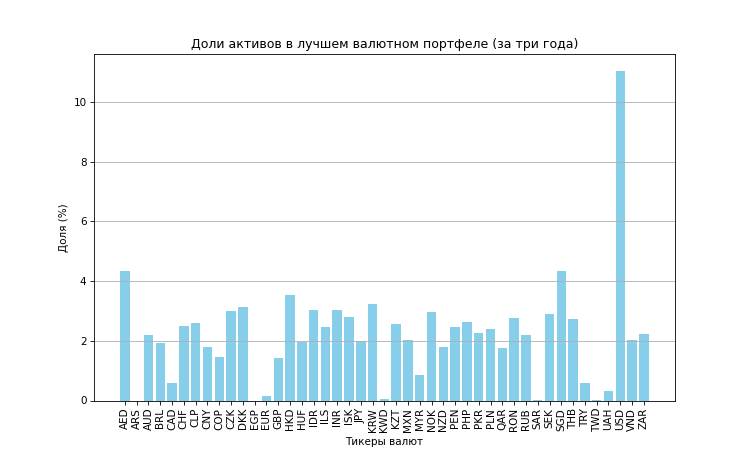 Доли активов в лучшем валютном портфеле (за три года)
Доля (%)
10
8
6
4
2
0
AED ARS AUD BRL CAD CHF CLP CNY COP CZK DKK EGP EUR GBP HKD HUF IDR ILS INR ISK JPY KRW KWD KZT MXN MYR NOK NZD PEN PHP PKR PLN QAR RON RUB SAR SEK SGD THB TRY TWD UAH USD VND ZAR
Тикеры валют